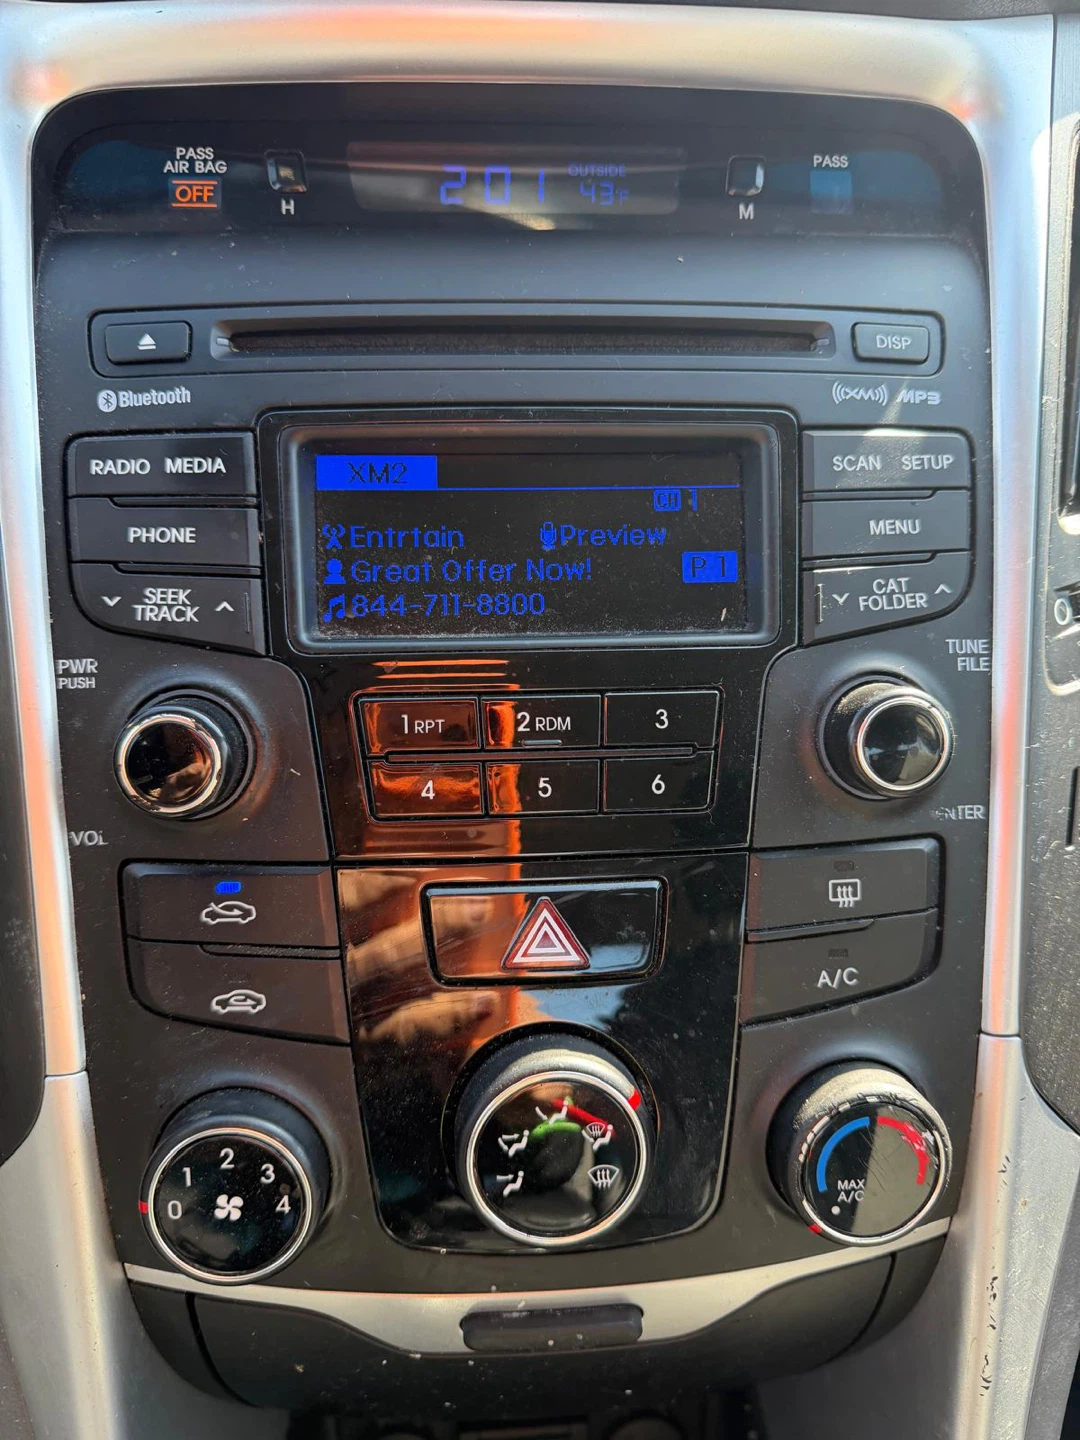 PASS
AIR BAG
OFF
H
201
OUTSIDE
43°F
M
PASS
DISP
Bluetooth
XM MP3
RADIO MEDIA
XM2
SCAN SETUP
CH 1
PHONE
Entrtain Preview
MENU
Great Offer Now!
P 1
SEEK
TRACK
844-711-8800
CAT
FOLDER
PWR
PUSH
TUNE
FILE
1 RPT 2 RDM 3
4 5 6
VOL
ENTER
A/C
0 1 2 3 4
MAX
A/C
0